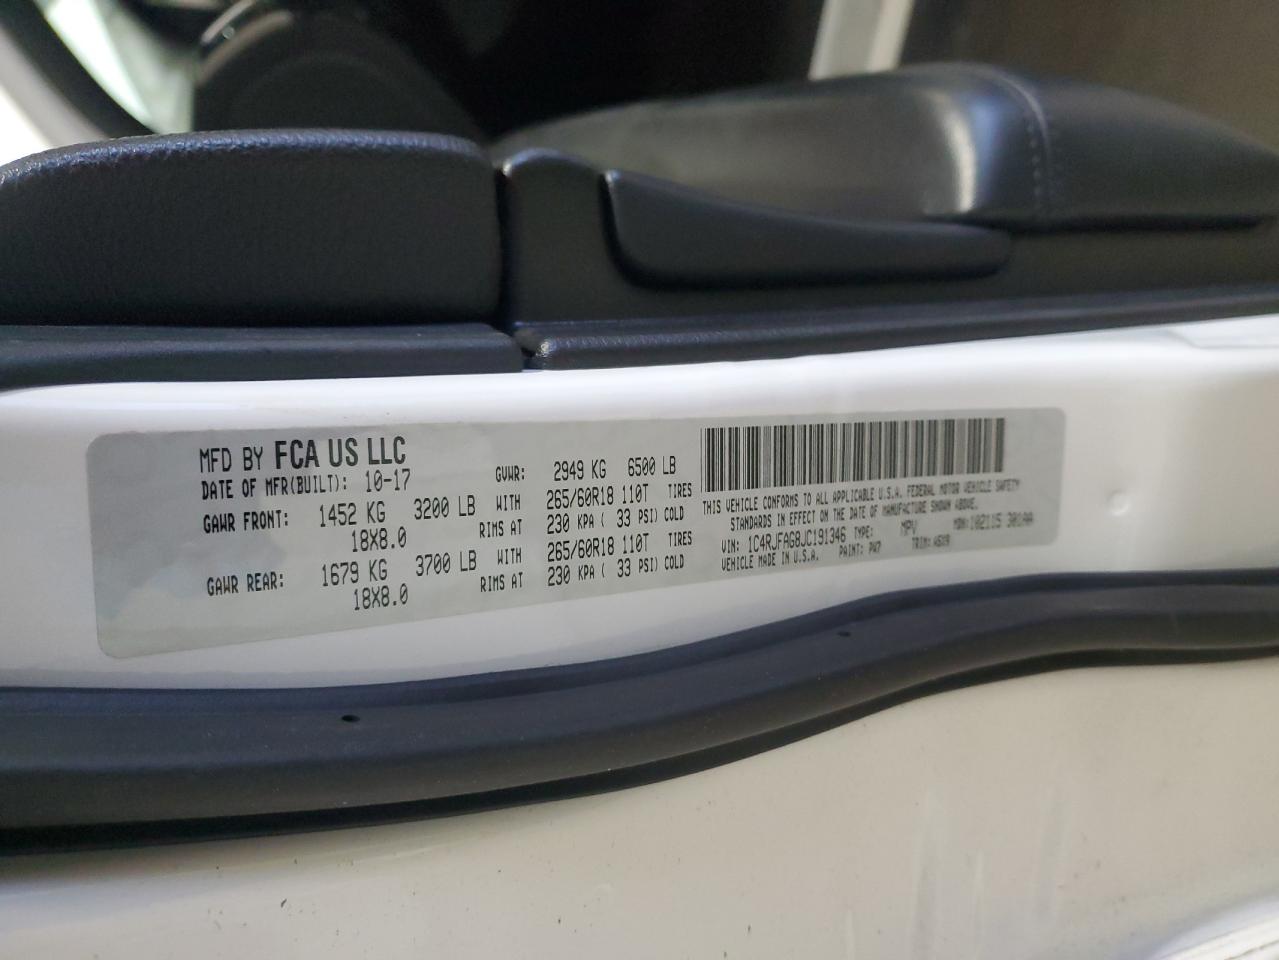 MFD BY FCA US LLC
DATE OF MFR(BUILT): 10-17 GVWR: 2949 KG 6500 LB
GAWR FRONT: 1452 KG 3200 LB WITH 265/60R18 110T TIRES
18X8.0 RIMS AT 230 KPA ( 33 PSI) COLD
GAWR REAR: 1679 KG 3700 LB WITH 265/60R18 110T TIRES
18X8.0 RIMS AT 230 KPA ( 33 PSI) COLD
THIS VEHICLE CONFORMS TO ALL APPLICABLE U.S.A. FEDERAL MOTOR VEHICLE SAFETY
STANDARDS IN EFFECT ON THE DATE OF MANUFACTURE SHOWN ABOVE.
VIN: 1C4RJFAG8JC191346 TYPE: MPV MDH: 102115 301AA
VEHICLE MADE IN U.S.A. PAINT: PW7 TRIM: